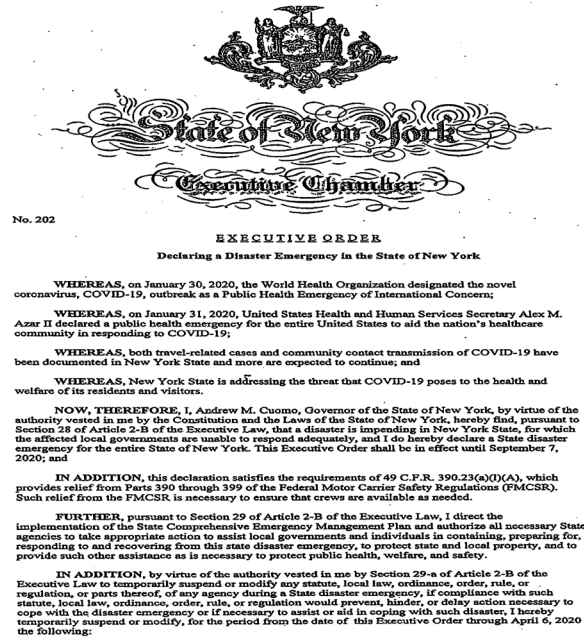 State of New York
Executive Chamber
No. 202
EXECUTIVE ORDER
Declaring a Disaster Emergency in the State of New York
WHEREAS, on January 30, 2020, the World Health Organization designated the novel
coronavirus, COVID-19, outbreak as a Public Health Emergency of International Concern;
WHEREAS, on January 31, 2020, United States Health and Human Services Secretary Alex M.
Azar II declared a public health emergency for the entire United States to aid the nation's healthcare
community in responding to COVID-19;
WHEREAS, both travel-related cases and community contact transmission of COVID-19 have
been documented in New York State and more are expected to continue; and
WHEREAS, New York State is addressing the threat that COVID-19 poses to the health and
welfare of its residents and visitors.
NOW, THEREFORE, I, Andrew M. Cuomo, Governor of the State of New York, by virtue of the
authority vested in me by the Constitution and the Laws of the State of New York, hereby find, pursuant to
Section 28 of Article 2-B of the Executive Law, that a disaster is impending in New York State, for which
the affected local governments are unable to respond adequately, and I do hereby declare a State disaster
emergency for the entire State of New York. This Executive Order shall be in effect until September 7,
2020; and
IN ADDITION, this declaration satisfies the requirements of 49 C.F.R. 390.23(a)(l)(A), which
provides relief from Parts 390 through 399 of the Federal Motor Carrier Safety Regulations (FMCSR).
Such relief from the FMCSR is necessary to ensure that crews are available as needed.
FURTHER, pursuant to Section 29 of Article 2-B of the Executive Law, I direct the
implementation of the State Comprehensive Emergency Management Plan and authorize all necessary State
agencies to take appropriate action to assist local governments and individuals in containing, preparing for,
responding to and recovering from this state disaster emergency, to protect state and local property, and to
provide such other assistance as is necessary to protect public health, welfare, and safety.
IN ADDITION, by virtue of the authority vested in me by Section 29-a of Article 2-B of the
Executive Law to temporarily suspend or modify any statute, local law, ordinance, order, rule, or
regulation, or parts thereof, of any agency during a State disaster emergency, if compliance with such
statute, local law, ordinance, order, rule, or regulation would prevent, hinder, or delay action necessary to
cope with the disaster emergency or if necessary to assist or aid in coping with such disaster, I hereby
temporarily suspend or modify, for the period from the date of this Executive Order through April 6, 2020
the following: